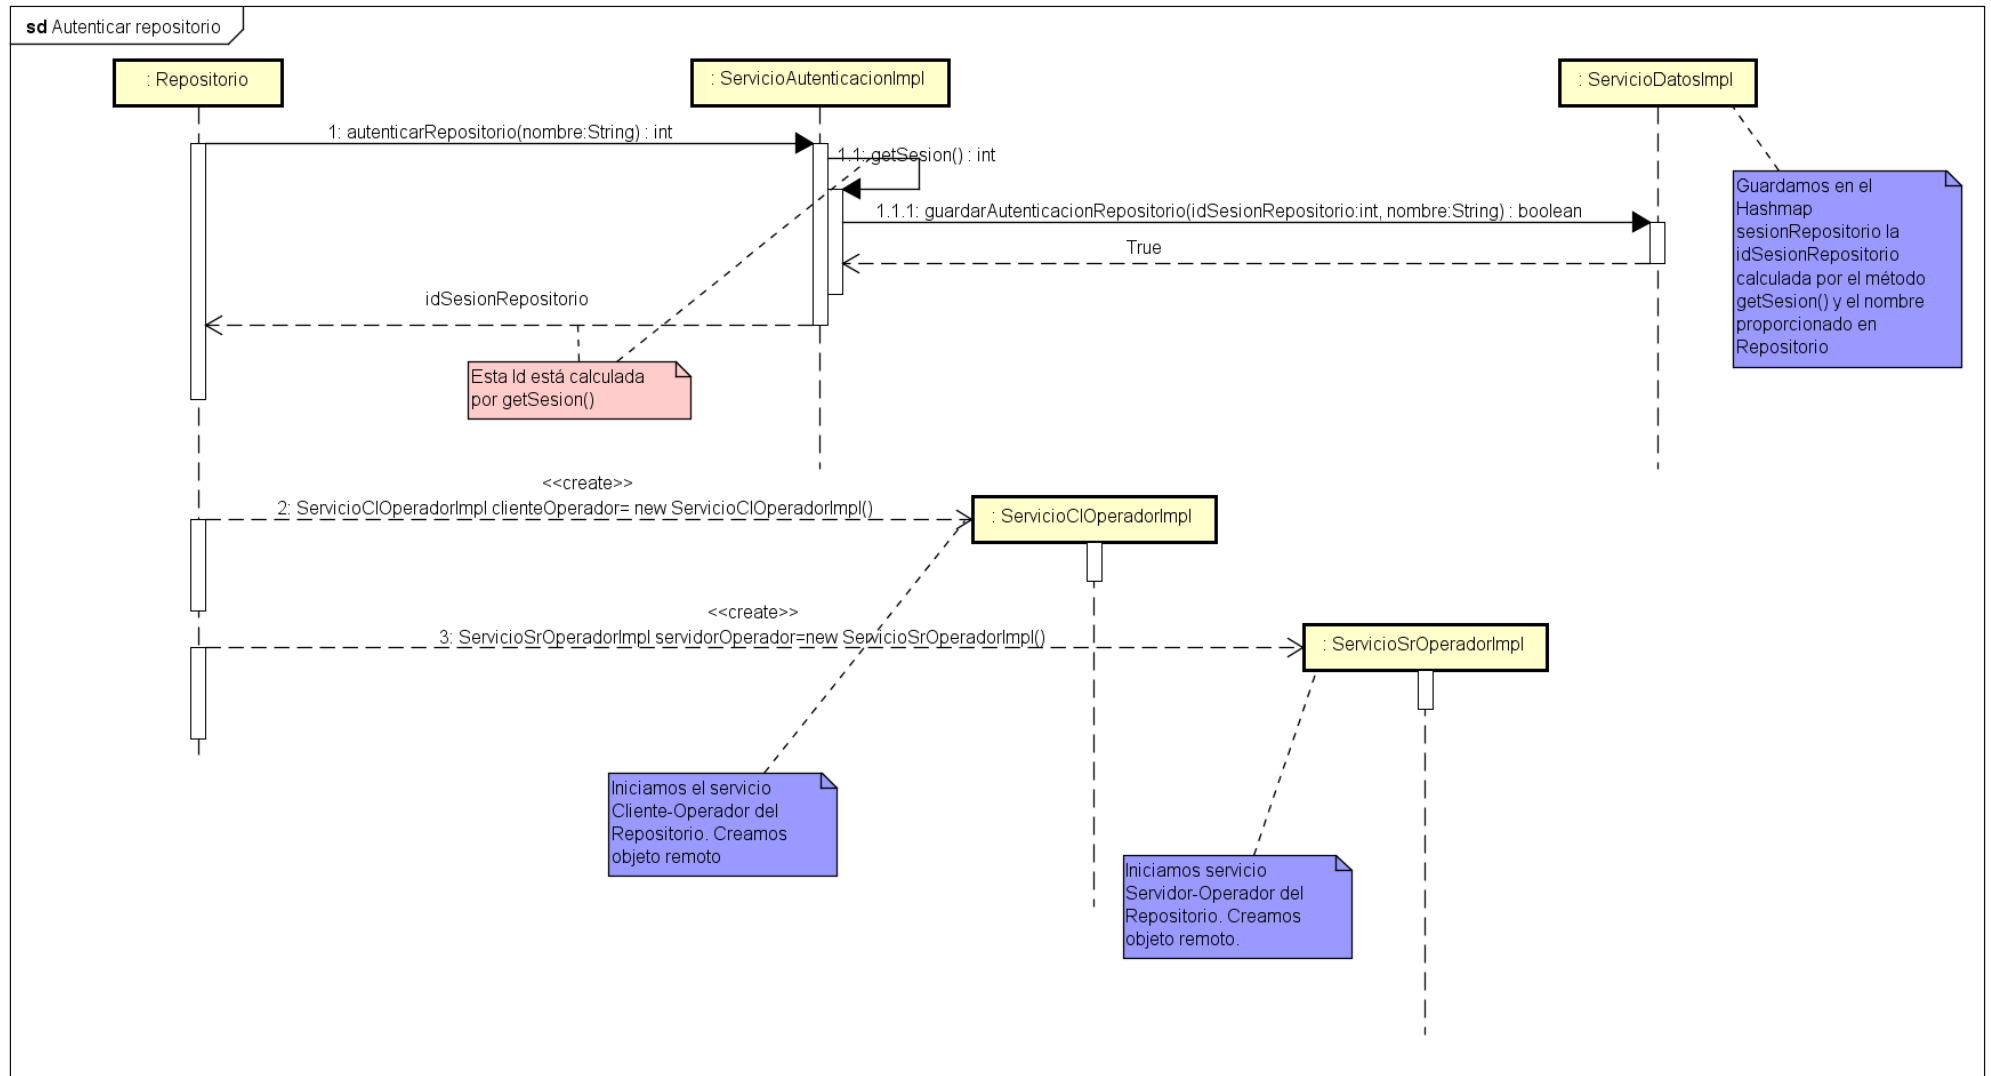 sd Autenticar repositorio
: Repositorio
: ServicioAutenticacionImpl
: ServicioDatosImpl
1: autenticarRepositorio(nombre:String) : int
1.1: getSesion() : int
1.1.1: guardarAutenticacionRepositorio(idSesionRepositorio:int, nombre:String) : boolean
True
Guardamos en el
Hashmap
sesionRepositorio la
idSesionRepositorio
calculada por el método
getSesion() y el nombre
proporcionado en
Repositorio
idSesionRepositorio
Esta Id está calculada
por getSesion()
<<create>>
2: ServicioClOperadorImpl clienteOperador= new ServicioClOperadorImpl()
: ServicioClOperadorImpl
<<create>>
3: ServicioSrOperadorImpl servidorOperador=new ServicioSrOperadorImpl()
: ServicioSrOperadorImpl
Iniciamos el servicio
Cliente-Operador del
Repositorio. Creamos
objeto remoto
Iniciamos servicio
Servidor-Operador del
Repositorio. Creamos
objeto remoto.